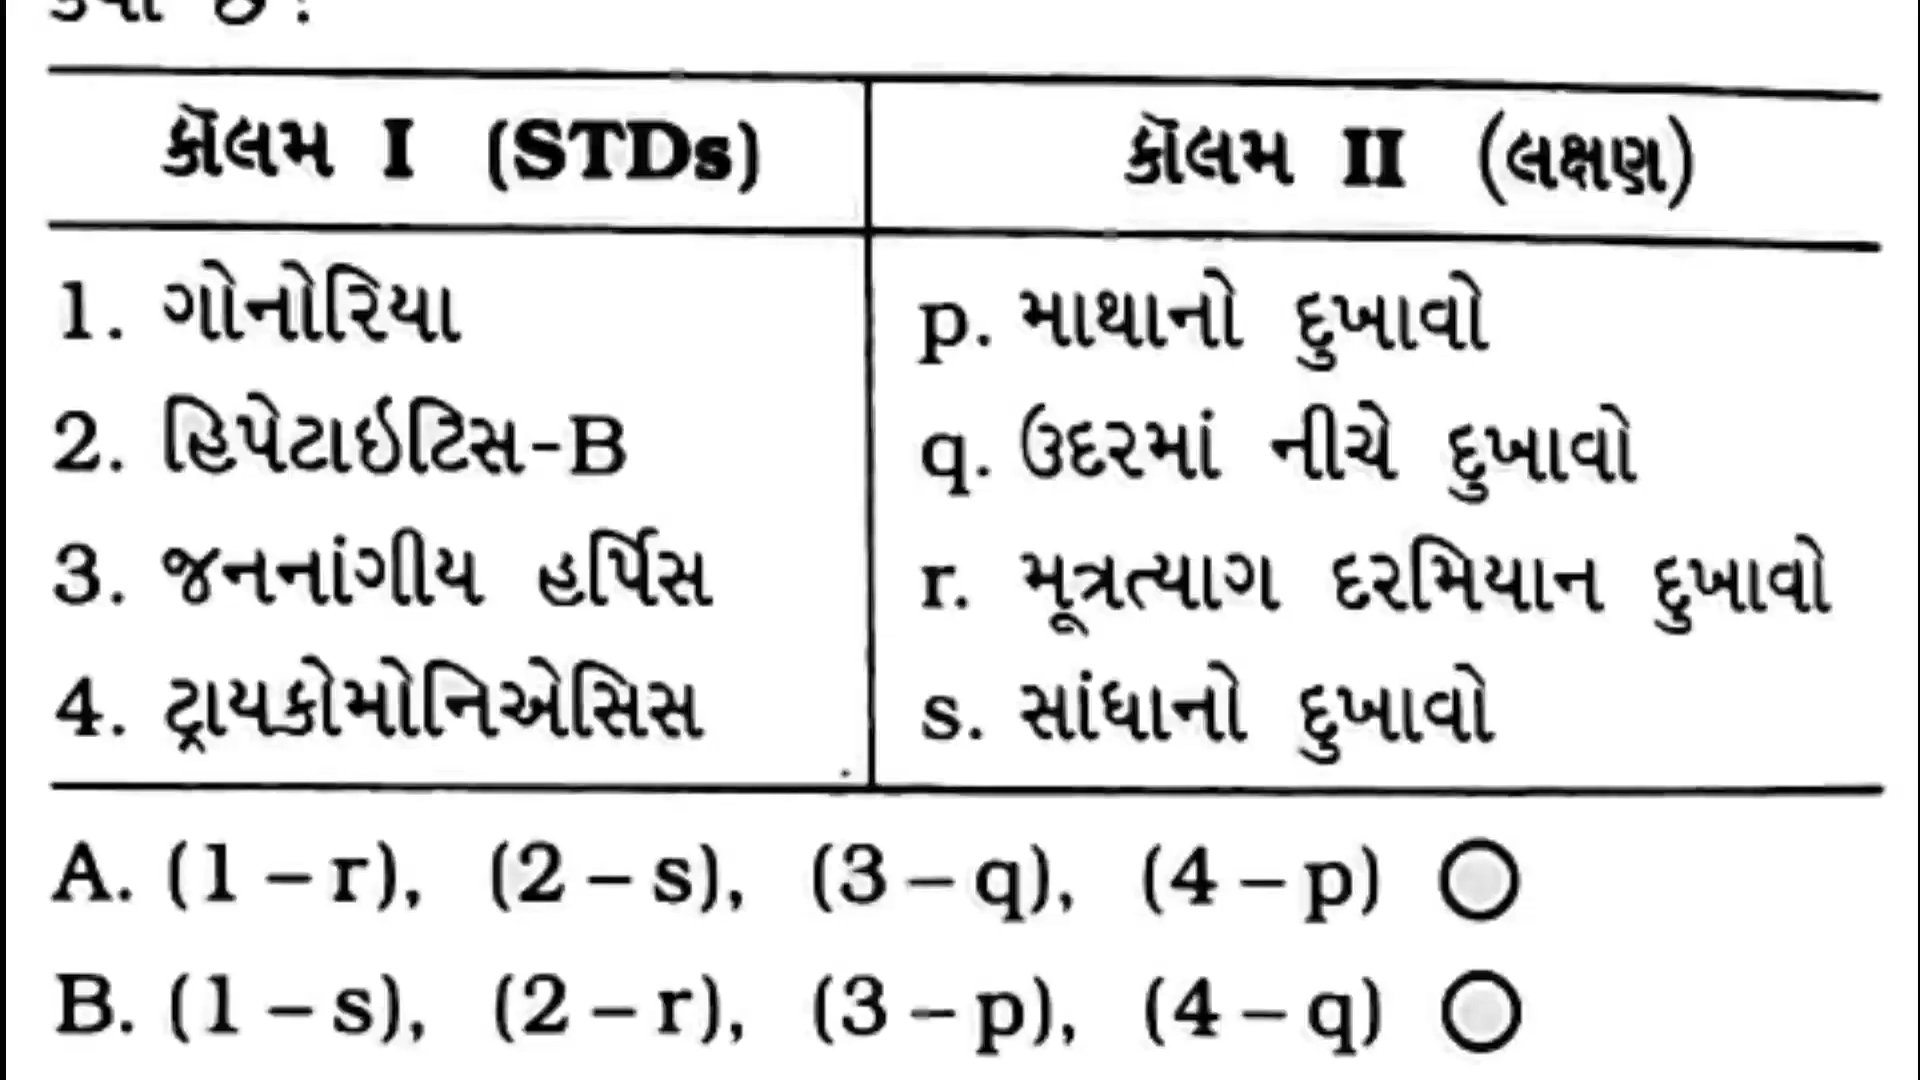 કૉલમ I (STDs) કૉલમ II (લક્ષણ)
1. ગોનોરિયા p. માથાનો દુખાવો
2. હિપેટાઇટિસ-B q. ઉદરમાં નીચે દુખાવો
3. જનનાંગીય હર્પિસ r. મૂત્રત્યાગ દરમિયાન દુખાવો
4. ટ્રાયકોમોનિએસિસ s. સાંધાનો દુખાવો
A. (1 – r), (2 – s), (3 – q), (4 – p)
B. (1 – s), (2 – r), (3 – p), (4 – q)